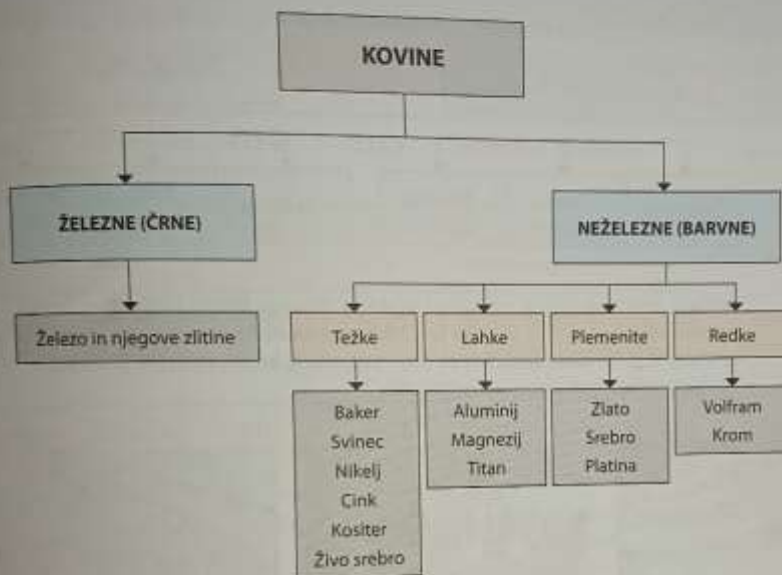 KOVINE
ŽELEZNE (ČRNE)
NEŽELEZNE (BARVNE)
Železo in njegove zlitine
Težke
Lahke
Plemenite
Redke
Baker
Svinec
Nikelj
Cink
Kositer
Živo srebro
Aluminij
Magnezij
Titan
Zlato
Srebro
Platina
Volfram
Krom